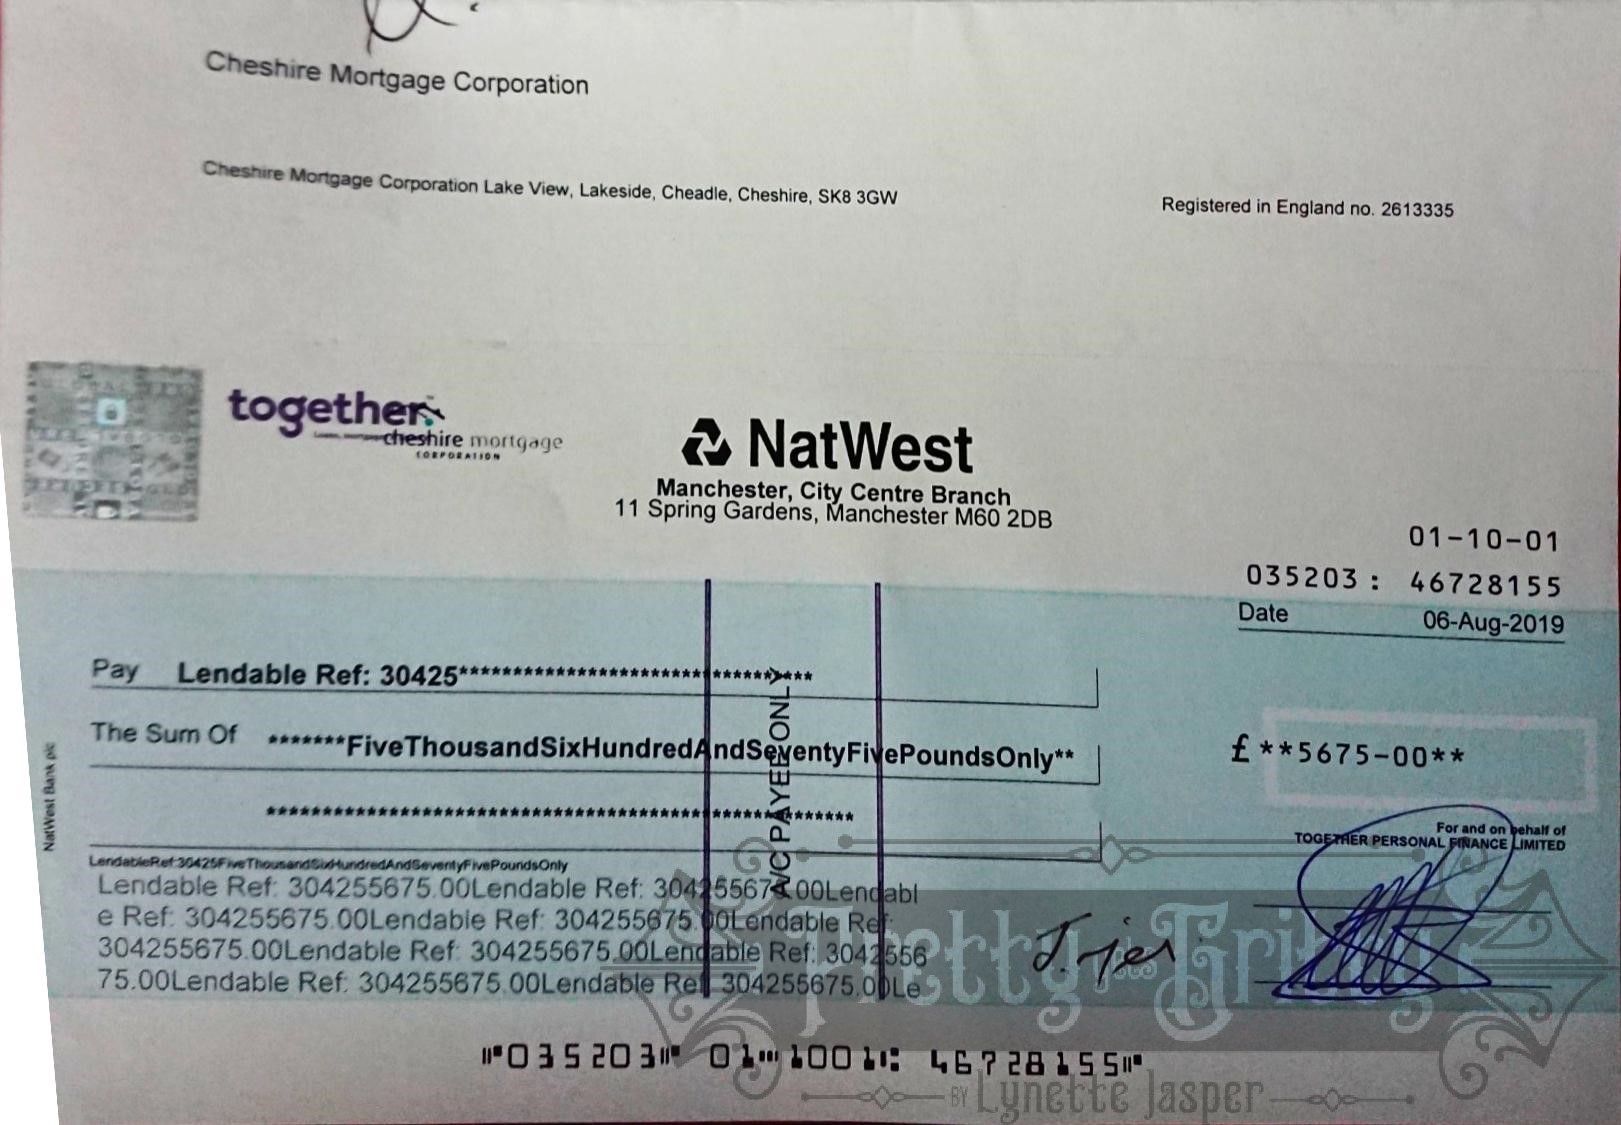 Cheshire Mortgage Corporation
Cheshire Mortgage Corporation Lake View, Lakeside, Cheadle, Cheshire, SK8 3GW
Registered in England no. 2613335
together.
cheshire mortgage
CORPORATION
NatWest
Manchester, City Centre Branch
11 Spring Gardens, Manchester M60 2DB
01-10-01
035203 : 46728155
Date 06-Aug-2019
Pay Lendable Ref: 30425****************************************
The Sum Of *******FiveThousandSixHundredAndSeventyFivePoundsOnly**
£ **5675-00**
******************************************************************
A/C PAYEE ONLY
NatWest Bank plc
For and on behalf of
TOGETHER PERSONAL FINANCE LIMITED
LendableRef:30425FiveThousandSixHundredAndSeventyFivePoundsOnly
Lendable Ref: 304255675.00Lendable Ref: 304255675.00Lendabl
e Ref: 304255675.00Lendable Ref: 304255675.00Lendable Ref:
304255675.00Lendable Ref: 304255675.00Lendable Ref: 3042556
75.00Lendable Ref: 304255675.00Lendable Ref: 304255675.00Le
Pretty
⑈035203⑈ 01⑉1001⑆ 46728155⑈
BY Lynette Jasper